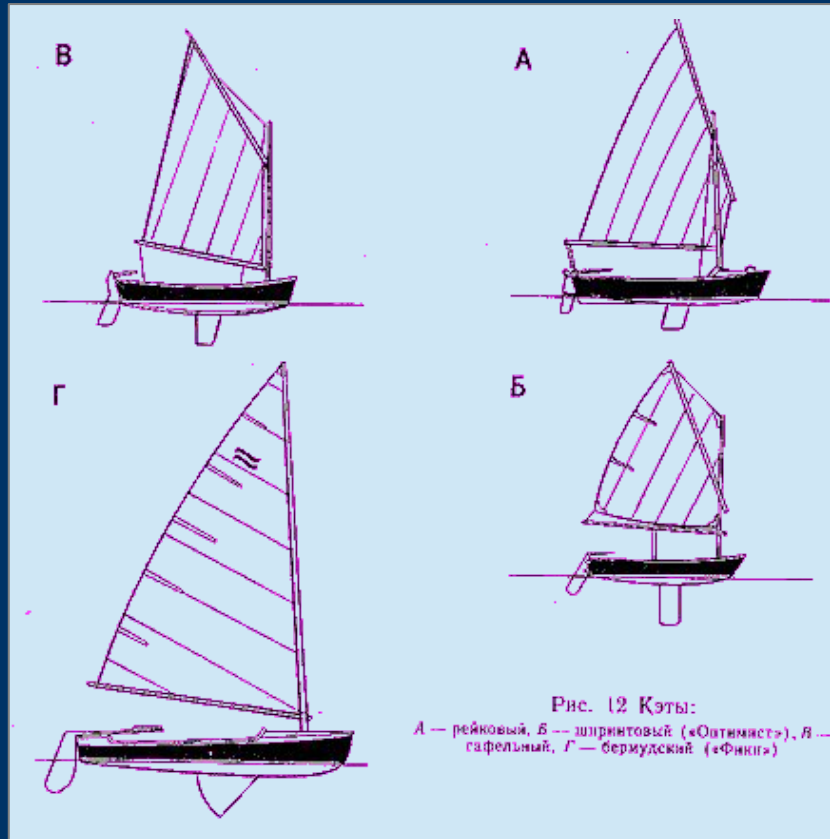 В
А
Г
Б
Рис. 12 Кэты:
А — рейковый, Б — шпринтовый («Оптимист»), В —
гафельный, Г — бермудский («Финн»)